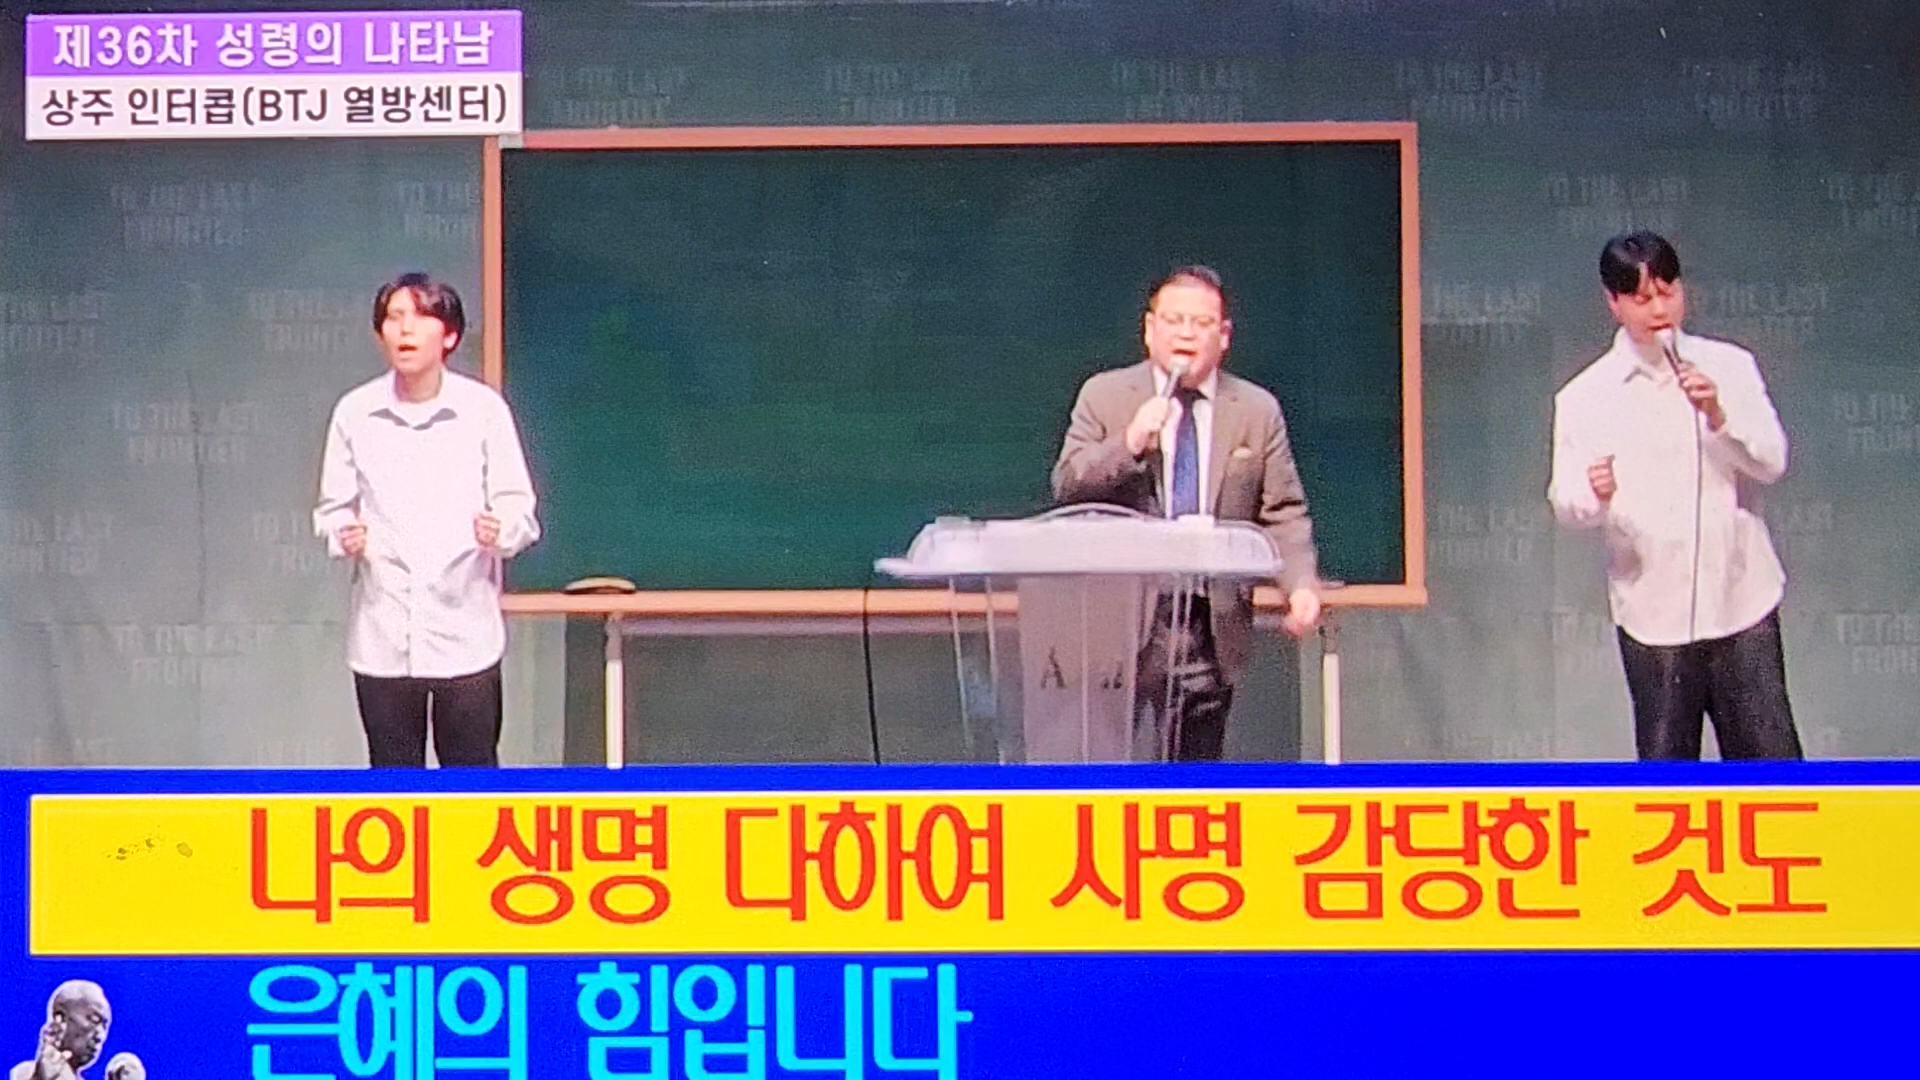 제36차 성령의 나타남
상주 인터콥(BTJ 열방센터)
나의 생명 다하여 사명 감당한 것도
은혜의 힘입니다